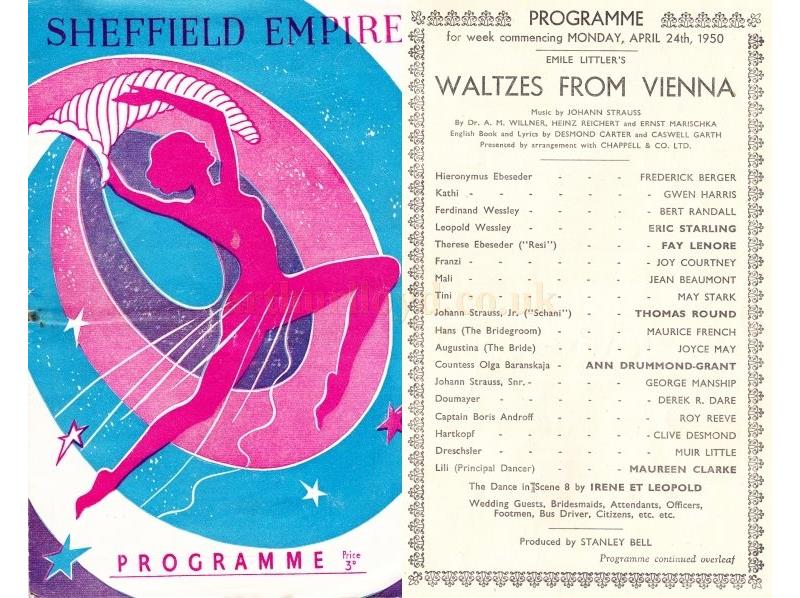 SHEFFIELD EMPIRE
PROGRAMME Price 3D
PROGRAMME
for week commencing MONDAY, APRIL 24th, 1950
EMILE LITTLER'S
WALTZES FROM VIENNA
Music by JOHANN STRAUSS
By Dr. A. M. WILLNER, HEINZ REICHERT and ERNST MARISCHKA
English Book and Lyrics by DESMOND CARTER and CASWELL GARTH
Presented by arrangement with CHAPPELL & CO. LTD.
Hieronymus Ebeseder - - - - FREDERICK BERGER
Kathi - - - - - - GWEN HARRIS
Ferdinand Wessley - - - - - BERT RANDALL
Leopold Wessley - - - - ERIC STARLING
Therese Ebeseder ("Resi") - - - - FAY LENORE
Franzi - - - - - - JOY COURTNEY
Mali - - - - - - JEAN BEAUMONT
Tini - - - - - - MAY STARK
Johann Strauss, Jr. ("Schani") - - - THOMAS ROUND
Hans (The Bridegroom) - - - - MAURICE FRENCH
Augustina (The Bride) - - - - JOYCE MAY
Countess Olga Baranskaja - - ANN DRUMMOND-GRANT
Johann Strauss, Snr. - - - - GEORGE MANSHIP
Doumayer - - - - - DEREK R. DARE
Captain Boris Androff - - - - ROY REEVE
Hartkopf - - - - - CLIVE DESMOND
Dreschsler - - - - - MUIR LITTLE
Lili (Principal Dancer) - - - MAUREEN CLARKE
The Dance in Scene 8 by IRENE ET LEOPOLD
Wedding Guests, Bridesmaids, Attendants, Officers,
Footmen, Bus Driver, Citizens, etc. etc.
Produced by STANLEY BELL
Programme continued overleaf